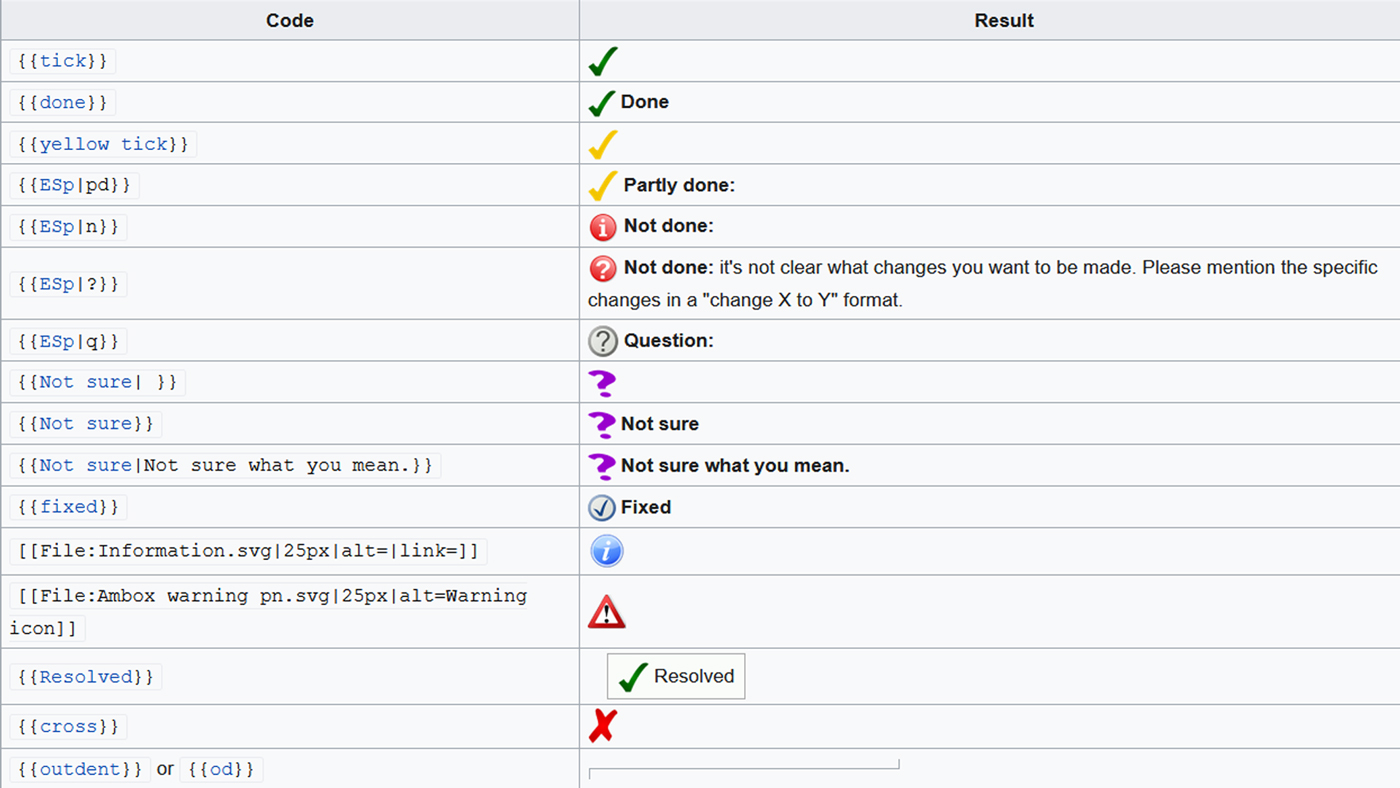 Code Result
{{tick}}
{{done}} Done
{{yellow tick}}
{{ESp|pd}} Partly done:
{{ESp|n}} Not done:
{{ESp|?}} Not done: it's not clear what changes you want to be made. Please mention the specific
changes in a "change X to Y" format.
{{ESp|q}} Question:
{{Not sure| }}
{{Not sure}} Not sure
{{Not sure|Not sure what you mean.}} Not sure what you mean.
{{fixed}} Fixed
[[File:Information.svg|25px|alt=|link=]]
[[File:Ambox warning pn.svg|25px|alt=Warning
icon]]
{{Resolved}} Resolved
{{cross}}
{{outdent}} or {{od}}